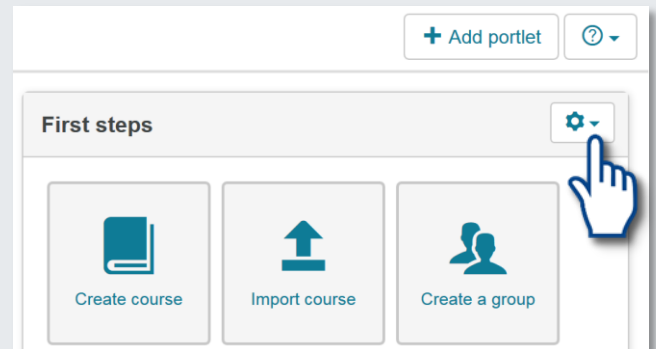 + Add portlet
First steps
Create course
Import course
Create a group